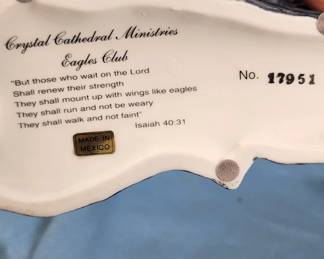 Crystal Cathedral Ministries
Eagles Club
"But those who wait on the Lord
Shall renew their strength
They shall mount up with wings like eagles
They shall run and not be weary
They shall walk and not faint"
Isaiah 40:31
No. 17951
MADE IN
MEXICO